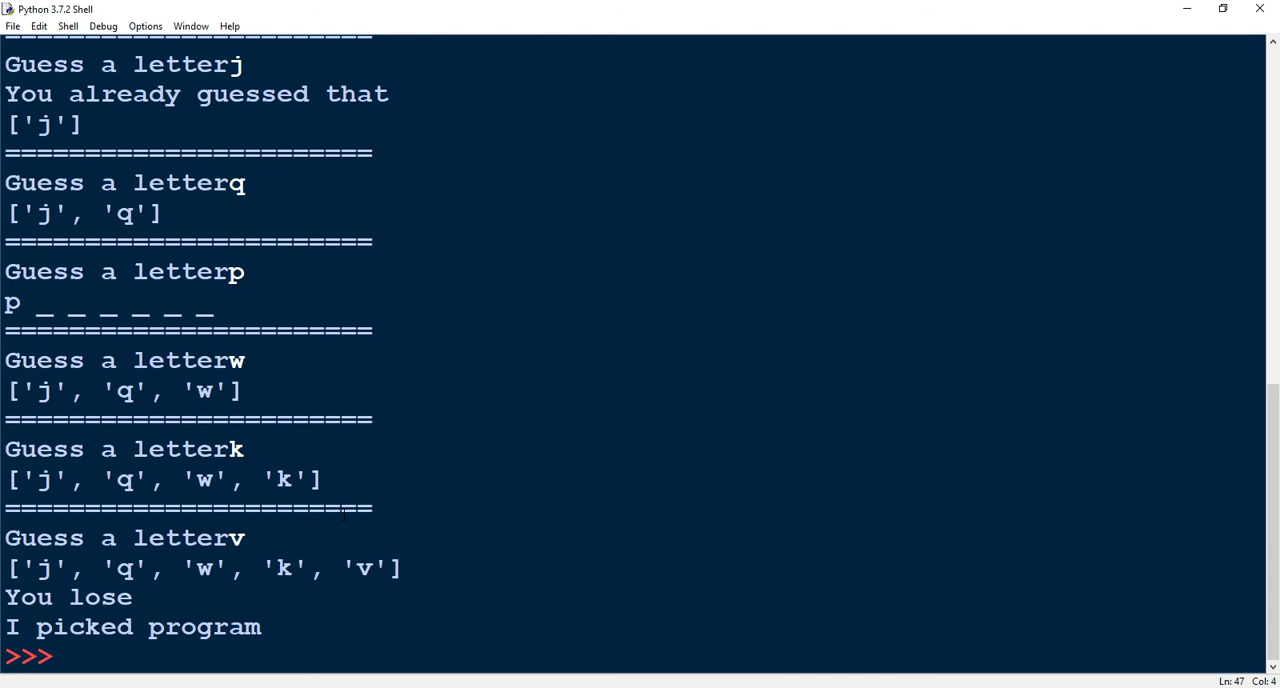 Python 3.7.2 Shell
File Edit Shell Debug Options Window Help
=======================
Guess a letterj
You already guessed that
['j']
=======================
Guess a letterq
['j', 'q']
=======================
Guess a letterp
p _ _ _ _ _ _
=======================
Guess a letterw
['j', 'q', 'w']
=======================
Guess a letterk
['j', 'q', 'w', 'k']
=======================
Guess a letterv
['j', 'q', 'w', 'k', 'v']
You lose
I picked program
>>>
Ln: 47 Col: 4